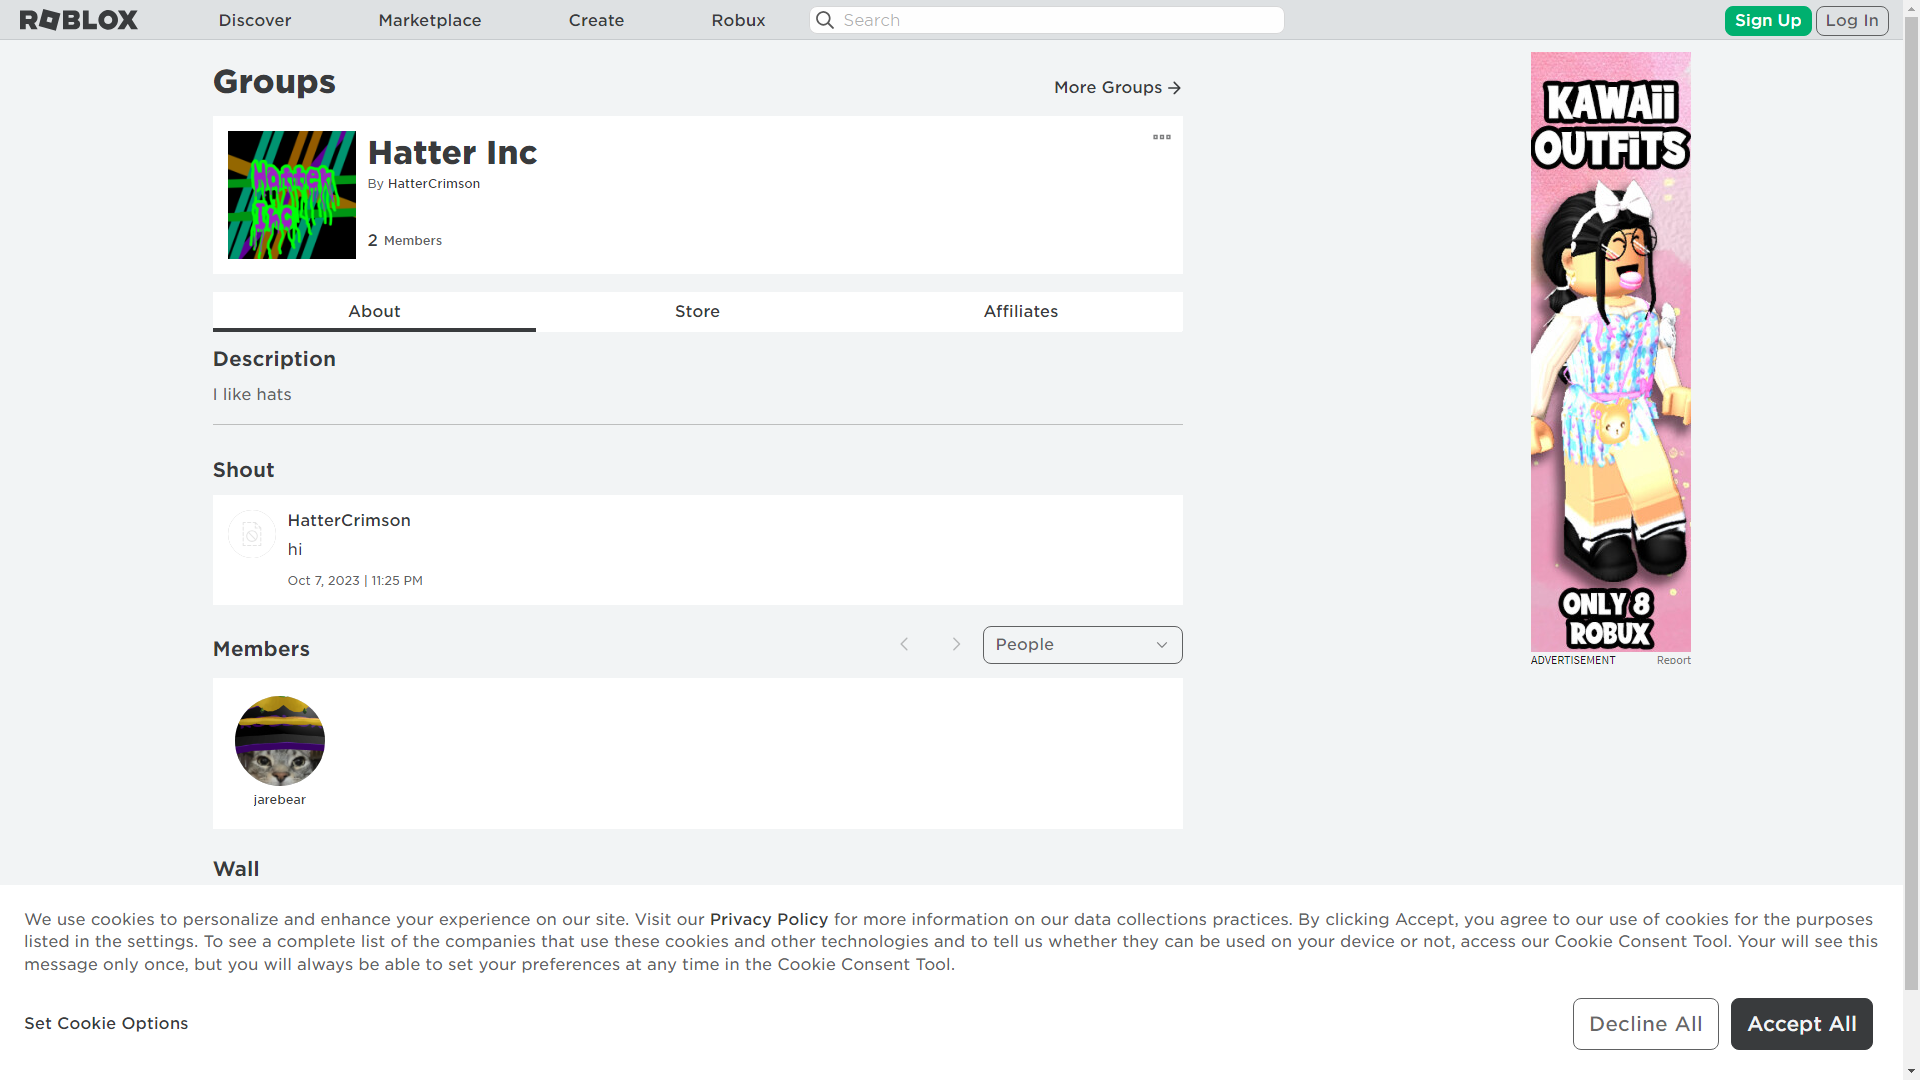 ROBLOX
Discover
Marketplace
Create
Robux
Search
Sign Up
Log In
Groups
More Groups
Hatter
Inc
Hatter Inc
By HatterCrimson
2 Members
About
Store
Affiliates
Description
I like hats
Shout
HatterCrimson
hi
Oct 7, 2023 | 11:25 PM
Members
People
jarebear
Wall
KAWAii
OUTFiTS
ONLY 8
ROBUX
ADVERTISEMENT
Report
We use cookies to personalize and enhance your experience on our site. Visit our Privacy Policy for more information on our data collections practices. By clicking Accept, you agree to our use of cookies for the purposes
listed in the settings. To see a complete list of the companies that use these cookies and other technologies and to tell us whether they can be used on your device or not, access our Cookie Consent Tool. Your will see this
message only once, but you will always be able to set your preferences at any time in the Cookie Consent Tool.
Set Cookie Options
Decline All
Accept All